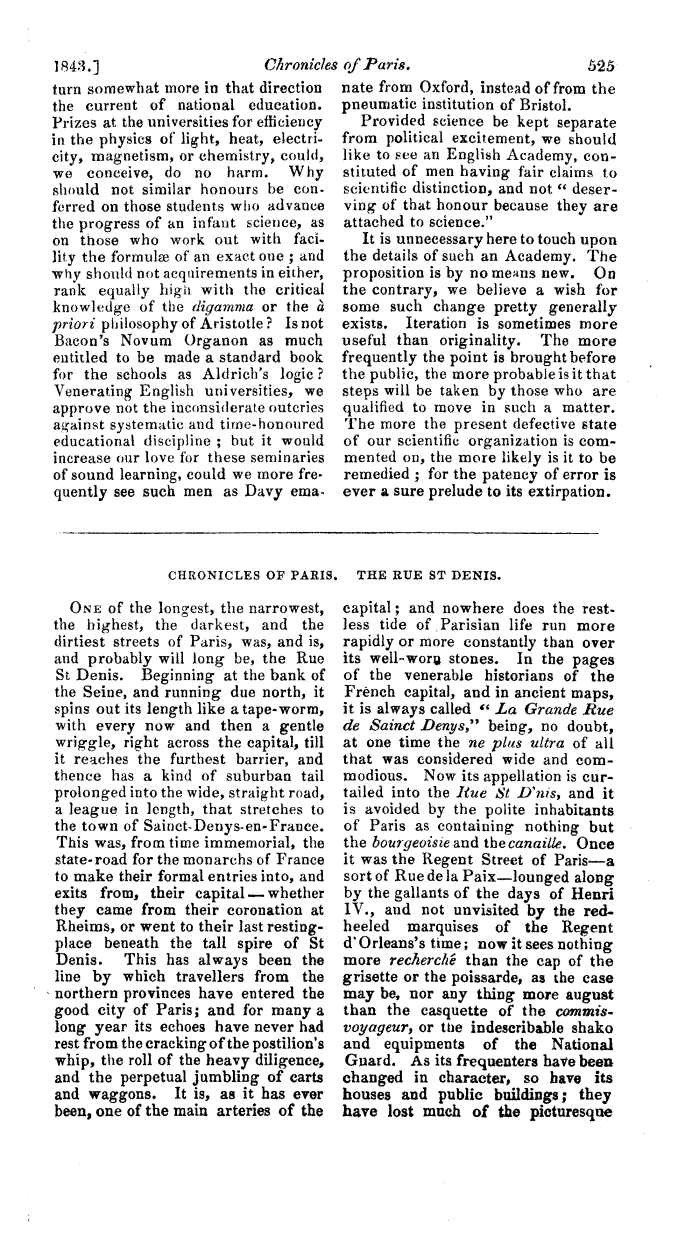 1843.] Chronicles of Paris. 525
turn somewhat more in that direction
the current of national education.
Prizes at the universities for efficiency
in the physics of light, heat, electri-
city, magnetism, or chemistry, could,
we conceive, do no harm. Why
should not similar honours be con-
ferred on those students who advance
the progress of an infant science, as
on those who work out with faci-
lity the formulæ of an exact one ; and
why should not acquirements in either,
rank equally high with the critical
knowledge of the digamma or the à
priori philosophy of Aristotle? Is not
Bacon's Novum Organon as much
entitled to be made a standard book
for the schools as Aldrich's logic?
Venerating English universities, we
approve not the inconsiderate outcries
against systematic and time-honoured
educational discipline ; but it would
increase our love for these seminaries
of sound learning, could we more fre-
quently see such men as Davy ema-
nate from Oxford, instead of from the
pneumatic institution of Bristol.
Provided science be kept separate
from political excitement, we should
like to see an English Academy, con-
stituted of men having fair claims to
scientific distinction, and not " deser-
ving of that honour because they are
attached to science."
It is unnecessary here to touch upon
the details of such an Academy. The
proposition is by no means new. On
the contrary, we believe a wish for
some such change pretty generally
exists. Iteration is sometimes more
useful than originality. The more
frequently the point is brought before
the public, the more probable is it that
steps will be taken by those who are
qualified to move in such a matter.
The more the present defective state
of our scientific organization is com-
mented on, the more likely is it to be
remedied ; for the patency of error is
ever a sure prelude to its extirpation.
CHRONICLES OF PARIS. THE RUE ST DENIS.
ONE of the longest, the narrowest,
the highest, the darkest, and the
dirtiest streets of Paris, was, and is,
and probably will long be, the Rue
St Denis. Beginning at the bank of
the Seine, and running due north, it
spins out its length like a tape-worm,
with every now and then a gentle
wriggle, right across the capital, till
it reaches the furthest barrier, and
thence has a kind of suburban tail
prolonged into the wide, straight road,
a league in length, that stretches to
the town of Sainct-Denys-en-France.
This was, from time immemorial, the
state-road for the monarchs of France
to make their formal entries into, and
exits from, their capital—whether
they came from their coronation at
Rheims, or went to their last resting-
place beneath the tall spire of St
Denis. This has always been the
line by which travellers from the
northern provinces have entered the
good city of Paris; and for many a
long year its echoes have never had
rest from the cracking of the postilion's
whip, the roll of the heavy diligence,
and the perpetual jumbling of carts
and waggons. It is, as it has ever
been, one of the main arteries of the
capital; and nowhere does the rest-
less tide of Parisian life run more
rapidly or more constantly than over
its well-worn stones. In the pages
of the venerable historians of the
French capital, and in ancient maps,
it is always called " La Grande Rue
de Sainct Denys," being, no doubt,
at one time the ne plus ultra of all
that was considered wide and com-
modious. Now its appellation is cur-
tailed into the Rue St D'nis, and it
is avoided by the polite inhabitants
of Paris as containing nothing but
the bourgeoisie and the canaille. Once
it was the Regent Street of Paris—a
sort of Rue de la Paix—lounged along
by the gallants of the days of Henri
IV., and not unvisited by the red-
heeled marquises of the Regent
d'Orleans's time; now it sees nothing
more recherché than the cap of the
grisette or the poissarde, as the case
may be, nor any thing more august
than the casquette of the commis-
voyageur, or the indescribable shako
and equipments of the National
Guard. As its frequenters have been
changed in character, so have its
houses and public buildings; they
have lost much of the picturesque